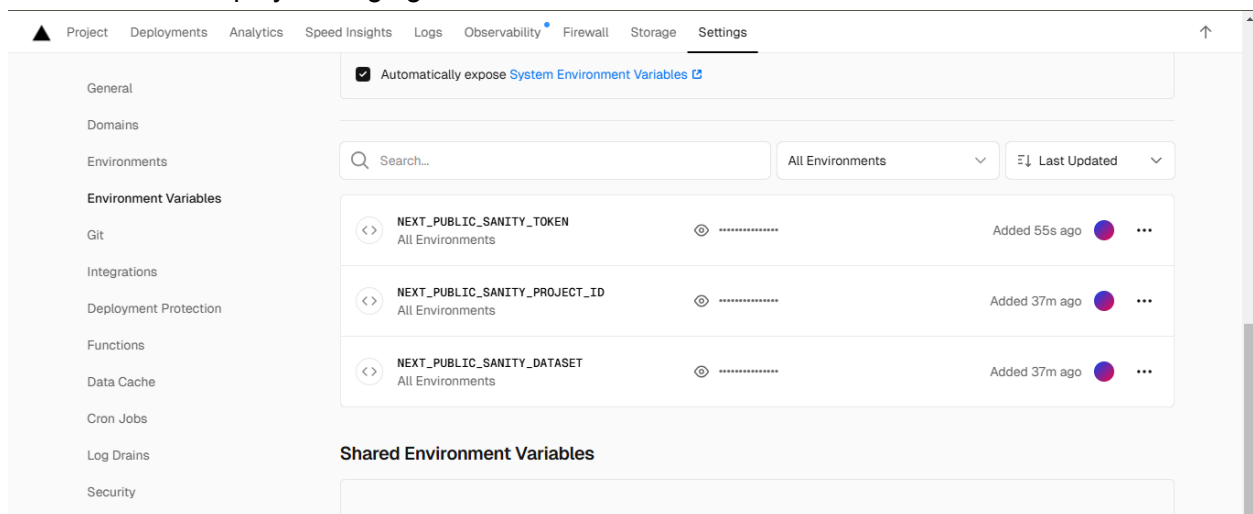 Project Deployments Analytics Speed Insights Logs Observability Firewall Storage Settings
Automatically expose System Environment Variables
General
Domains
Environments
Environment Variables
Git
Integrations
Deployment Protection
Functions
Data Cache
Cron Jobs
Log Drains
Security
Search...
All Environments
Last Updated
NEXT_PUBLIC_SANITY_TOKEN
All Environments
••••••••••••••
Added 55s ago
NEXT_PUBLIC_SANITY_PROJECT_ID
All Environments
••••••••••••••
Added 37m ago
NEXT_PUBLIC_SANITY_DATASET
All Environments
••••••••••••••
Added 37m ago
Shared Environment Variables